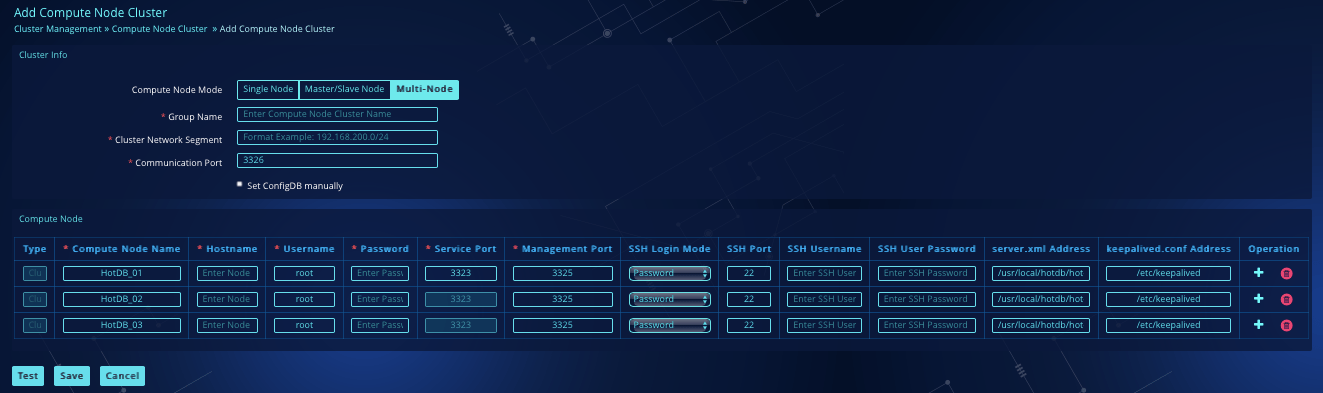 Add Compute Node Cluster
Cluster Management » Compute Node Cluster » Add Compute Node Cluster
Cluster Info
Compute Node Mode Single Node Master/Slave Node Multi-Node
* Group Name Enter Compute Node Cluster Name
* Cluster Network Segment Format Example: 192.168.200.0/24
* Communication Port 3326
Set ConfigDB manually
Compute Node
Type * Compute Node Name * Hostname * Username * Password * Service Port * Management Port SSH Login Mode SSH Port SSH Username SSH User Password server.xml Address keepalived.conf Address Operation
Clu HotDB_01 Enter Node root Enter Passw 3323 3325 Password 22 Enter SSH User Enter SSH Password /usr/local/hotdb/hot /etc/keepalived
Clu HotDB_02 Enter Node root Enter Passw 3323 3325 Password 22 Enter SSH User Enter SSH Password /usr/local/hotdb/hot /etc/keepalived
Clu HotDB_03 Enter Node root Enter Passw 3323 3325 Password 22 Enter SSH User Enter SSH Password /usr/local/hotdb/hot /etc/keepalived
Test Save Cancel